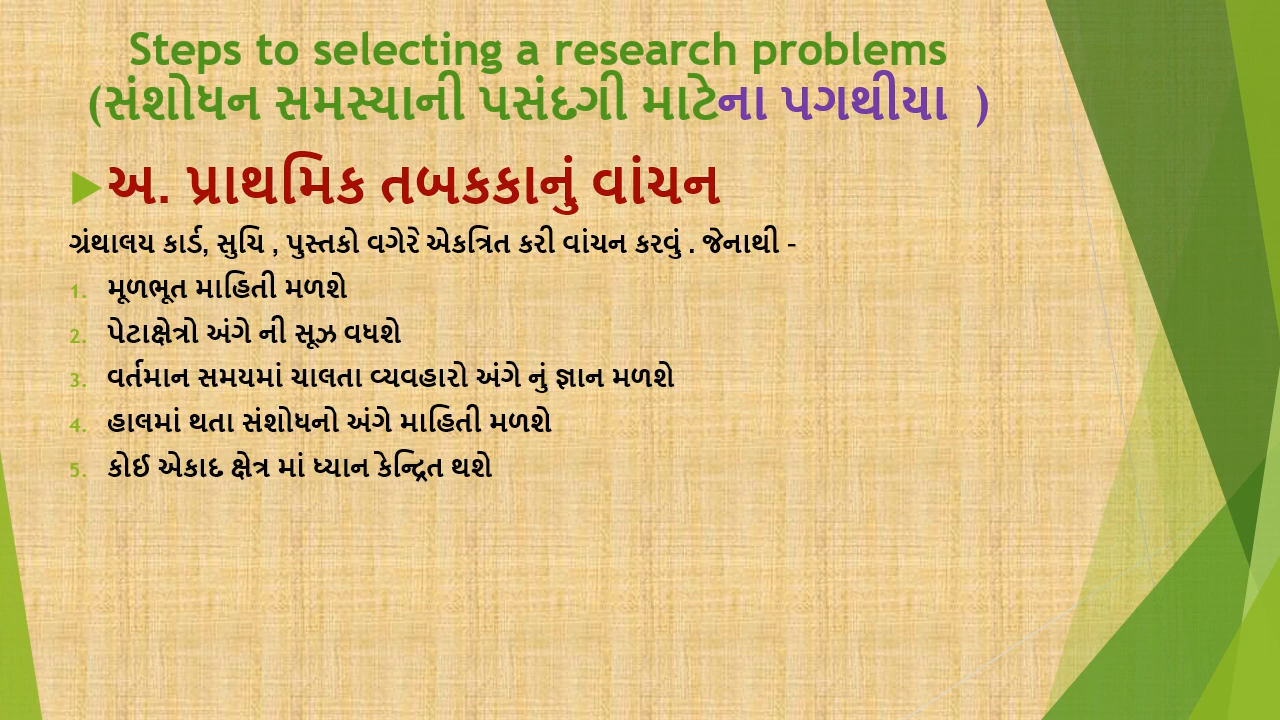 Steps to selecting a research problems
(સંશોધન સમસ્યાની પસંદગી માટેના પગથીયા )
અ. પ્રાથમિક તબકકાનું વાંચન
ગ્રંથાલય કાર્ડ, સુચિ , પુસ્તકો વગેરે એકત્રિત કરી વાંચન કરવું . જેનાથી -
1. મૂળભૂત માહિતી મળશે
2. પેટાક્ષેત્રો અંગે ની સૂઝ વધશે
3. વર્તમાન સમયમાં ચાલતા વ્યવહારો અંગે નું જ્ઞાન મળશે
4. હાલમાં થતા સંશોધનો અંગે માહિતી મળશે
5. કોઈ એકાદ ક્ષેત્ર માં ધ્યાન કેન્દ્રિત થશે